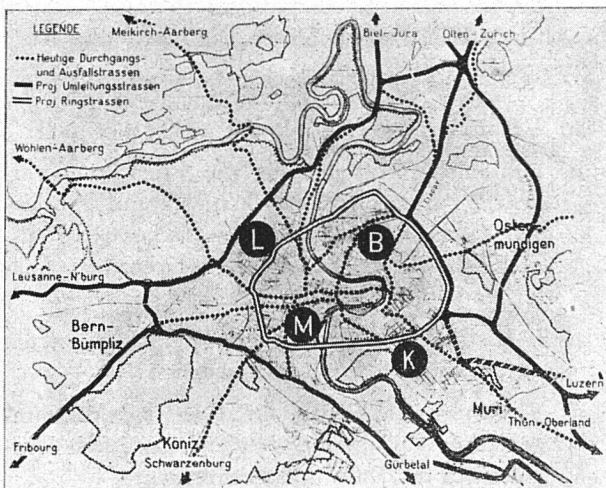 LEGENDE
Heutige Durchgangs-
und Ausfallstrassen
Proj Umleitungsstrassen
Proj Ringstrassen
Meikirch-Aarberg
Biel-Jura
Olten-Zürich
Wohlen-Aarberg
L
B
Oster-
mundigen
Lausanne-N'burg
Bern-
Bümpliz
M
K
Luzern
Muri
Thun-Oberland
Köniz
Fribourg
Schwarzenburg
Gürbetal